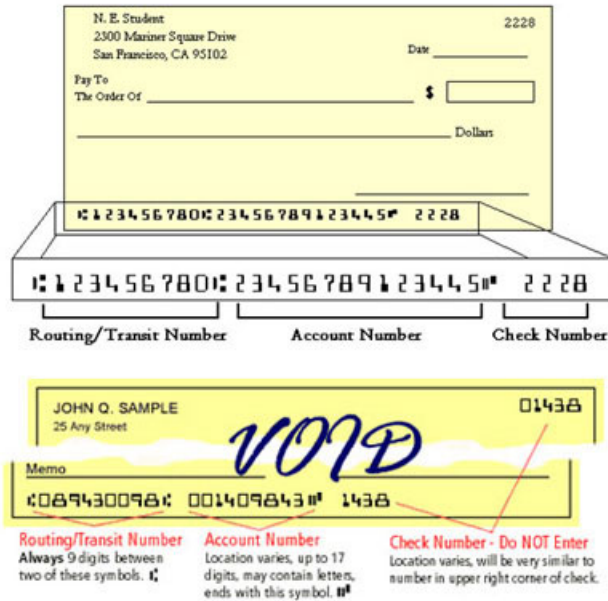 N. E. Student
2228
2300 Mariner Square Drive
San Francisco, CA 95102
Date
Pay To
The Order Of
$
Dollars
⑆123456780⑆234567891234445⑈ 2228
⑆123456780⑆234567891234445⑈ 2228
Routing/Transit Number Account Number Check Number
JOHN Q. SAMPLE
01438
25 Any Street
VOID
Memo
⑆089430098⑆ 001409843⑈ 1438
Routing/Transit Number
Always 9 digits between
two of these symbols. ⑆
Account Number
Location varies, up to 17
digits, may contain letters,
ends with this symbol. ⑈
Check Number - Do NOT Enter
Location varies, will be very similar to
number in upper right corner of check.